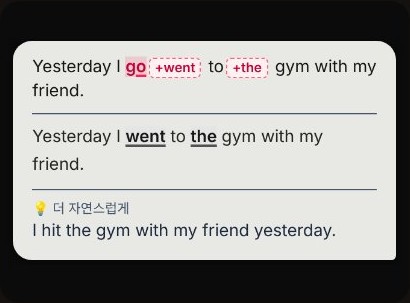 Yesterday I go +went to +the gym with my
friend.
Yesterday I went to the gym with my
friend.
💡 더 자연스럽게
I hit the gym with my friend yesterday.